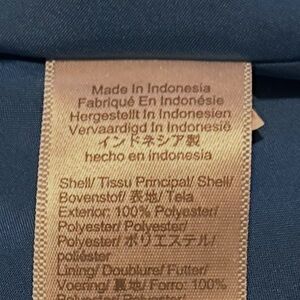 Made In Indonesia
Fabriqué En Indonésie
Hergestellt In Indonesien
Vervaardigd In Indonesië
インドネシア製
hecho en indonesia
Shell/ Tissu Principal/ Shell/
Bovenstof/ 表地/ Tela
Exterior: 100% Polyester/
Polyester/ Polyester/
Polyester/ ポリエステル/
poliéster
Lining/ Doublure/ Futter/
Voering/ 裏地/ Forro: 100%